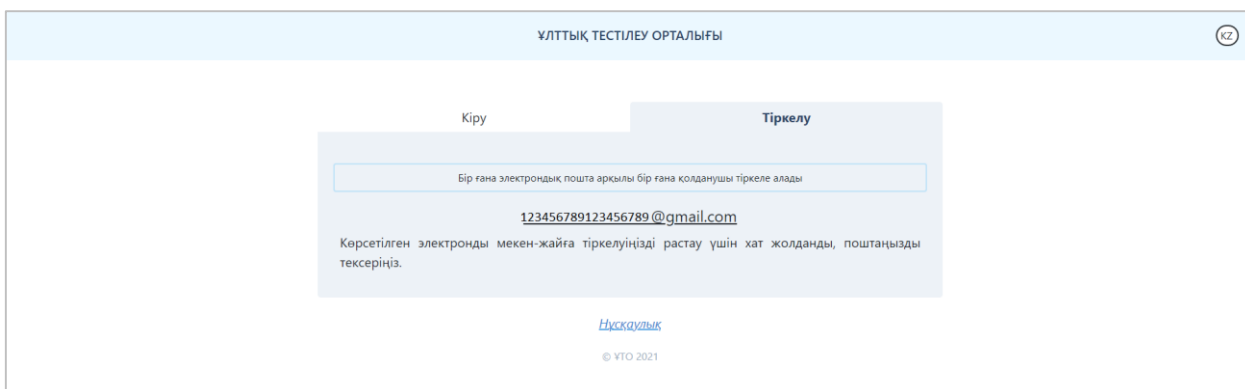 ҰЛТТЫҚ ТЕСТІЛЕУ ОРТАЛЫҒЫ
KZ
Кіру
Тіркелу
Бір ғана электрондық пошта арқылы бір ғана қолданушы тіркеле алады
123456789123456789@gmail.com
Көрсетілген электронды мекен-жайға тіркелуіңізді растау үшін хат жолданды, поштаңызды
тексеріңіз.
Нұсқаулық
© ҰТО 2021